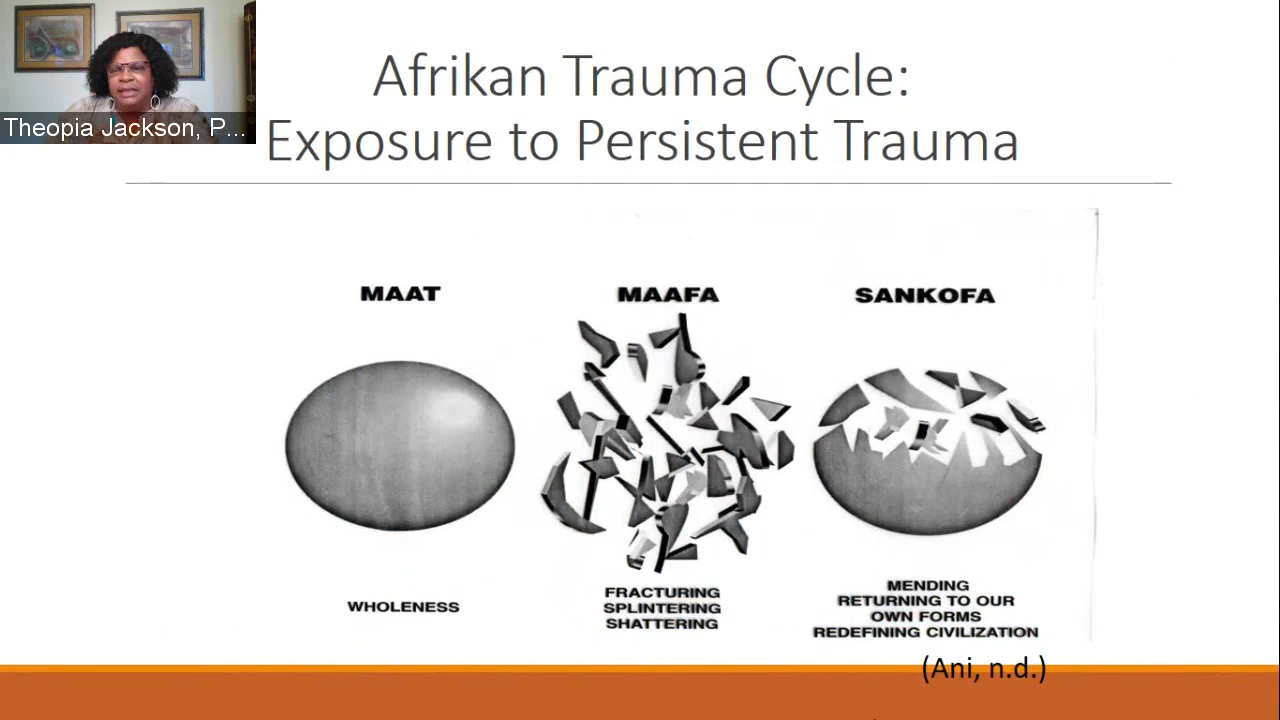 Theopia Jackson, P...
Afrikan Trauma Cycle:
Exposure to Persistent Trauma
MAAT
MAAFA
SANKOFA
WHOLENESS
FRACTURING
SPLINTERING
SHATTERING
MENDING
RETURNING TO OUR
OWN FORMS
REDEFINING CIVILIZATION
(Ani, n.d.)